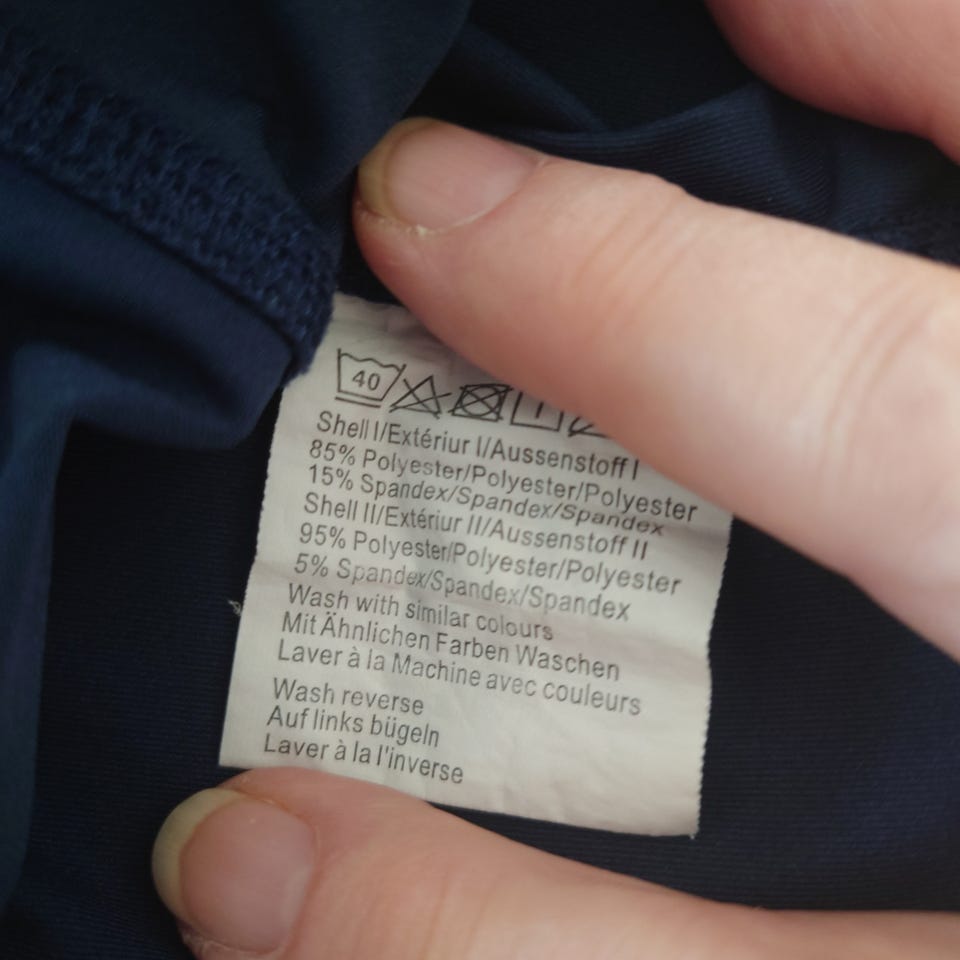 40
Shell I/Extériur I/Aussenstoff I
85% Polyester/Polyester/Polyester
15% Spandex/Spandex/Spandex
Shell II/Extériur II/Aussenstoff II
95% Polyester/Polyester/Polyester
5% Spandex/Spandex/Spandex
Wash with similar colours
Mit Ähnlichen Farben Waschen
Laver à la Machine avec couleurs
Wash reverse
Auf links bügeln
Laver à la l'inverse